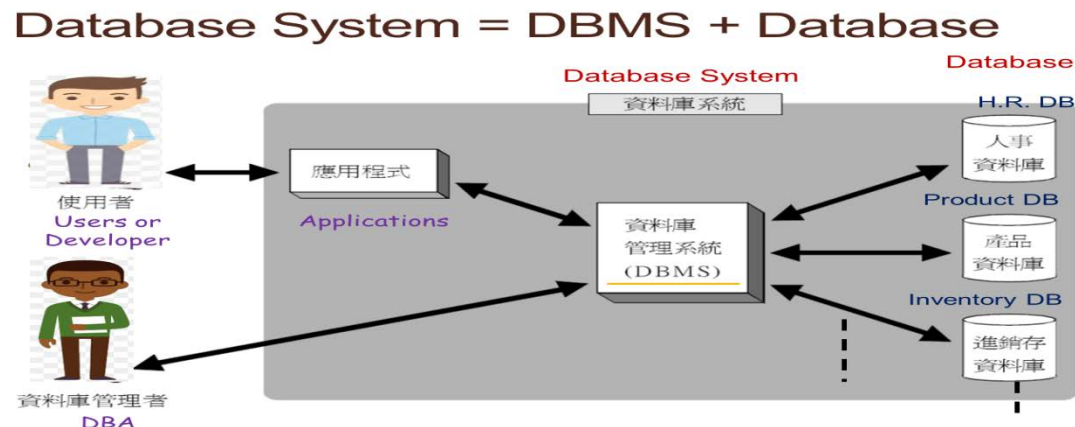 Database System = DBMS + Database
Database System
Database
資料庫系統
H.R. DB
人事
資料庫
應用程式
Applications
使用者
Users or
Developer
資料庫
管理系統
(DBMS)
Product DB
產品
資料庫
Inventory DB
進銷存
資料庫
資料庫管理者
DBA